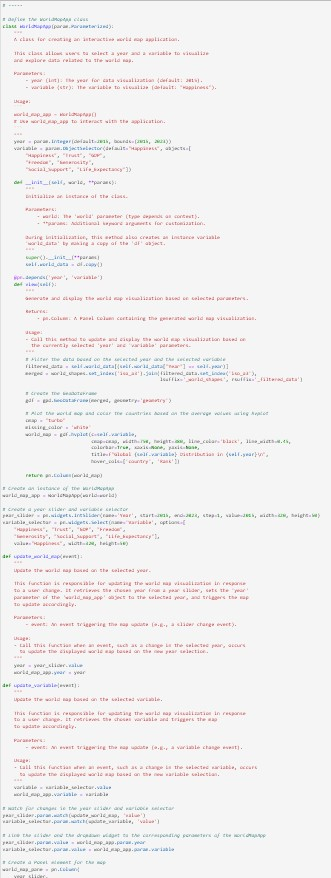 # -----
# Define the WorldMapApp class
class WorldMapApp(param.Parameterized):
"""
A class for creating an interactive world map application.
This class allows users to select a year and a variable to visualize
and explore data related to the world map.
Parameters:
- year (int): The year for data visualization (default: 2015).
- variable (str): The variable to visualize (default: "Happiness").
Usage:
world_map_app = WorldMapApp()
# Use world_map_app to interact with the application.
"""
year = param.Integer(default=2015, bounds=(2015, 2023))
variable = param.ObjectSelector(default="Happiness", objects=[
"Happiness", "Trust", "GDP",
"Freedom", "Generosity",
"Social_Support", "Life_Expectancy"])
def __init__(self, world, **params):
"""
Initialize an instance of the class.
Parameters:
- world: The 'world' parameter (type depends on context).
- **params: Additional keyword arguments for customization.
During initialization, this method also creates an instance variable
'world_data' by making a copy of the 'df' object.
"""
super().__init__(**params)
self.world_data = df.copy()
@pn.depends('year', 'variable')
def view(self):
"""
Generate and display the world map visualization based on selected parameters.
Returns:
- pn.Column: A Panel Column containing the generated world map visualization.
Usage:
- Call this method to update and display the world map visualization based on
the currently selected 'year' and 'variable' parameters.
"""
# Filter the data based on the selected year and the selected variable
filtered_data = self.world_data[(self.world_data["Year"] == self.year)]
merged = world_shapes.set_index('iso_a3').join(filtered_data.set_index('iso_a3'),
lsuffix='_world_shapes', rsuffix='_filtered_data')
# Create the GeoDataFrame
gdf = gpd.GeoDataFrame(merged, geometry='geometry')
# Plot the world map and color the countries based on the average values using hvplot
cmap = "turbo"
missing_color = 'white'
world_map = gdf.hvplot(c=self.variable,
cmap=cmap, width=750, height=400, line_color='black', line_width=0.45,
colorbar=True, xaxis=None, yaxis=None,
title=f"Global {self.variable} Distribution in {self.year}\n",
hover_cols=['country', 'Rank'])
return pn.Column(world_map)
# Create an instance of the WorldMapApp
world_map_app = WorldMapApp(world=world)
# Create a year slider and variable selector
year_slider = pn.widgets.IntSlider(name='Year', start=2015, end=2023, step=1, value=2015, width=420, height=50)
variable_selector = pn.widgets.Select(name='Variable', options=[
"Happiness", "Trust", "GDP", "Freedom",
"Generosity", "Social_Support", "Life_Expectancy"],
value="Happiness", width=420, height=50)
def update_world_map(event):
"""
Update the world map based on the selected year.
This function is responsible for updating the world map visualization in response
to a user change. It retrieves the chosen year from a year slider, sets the 'year'
parameter of the 'world_map_app' object to the selected year, and triggers the map
to update accordingly.
Parameters:
- event: An event triggering the map update (e.g., a slider change event).
Usage:
- Call this function when an event, such as a change in the selected year, occurs
to update the displayed world map based on the new year selection.
"""
year = year_slider.value
world_map_app.year = year
def update_variable(event):
"""
Update the world map based on the selected variable.
This function is responsible for updating the world map visualization in response
to a user change. It retrieves the chosen variable and triggers the map
to update accordingly.
Parameters:
- event: An event triggering the map update (e.g., a variable change event).
Usage:
- Call this function when an event, such as a change in the selected variable, occurs
to update the displayed world map based on the new variable selection.
"""
variable = variable_selector.value
world_map_app.variable = variable
# Watch for changes in the year slider and variable selector
year_slider.param.watch(update_world_map, 'value')
variable_selector.param.watch(update_variable, 'value')
# Link the slider and the dropdown widget to the corresponding parameters of the WorldMapApp
year_slider.param.value = world_map_app.param.year
variable_selector.param.value = world_map_app.param.variable
# Create a Panel element for the map
world_map_pane = pn.Column(
year_slider,